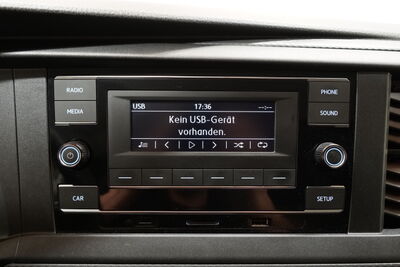 RADIO
MEDIA
CAR
USB 17:36 --:--
Kein USB-Gerät
vorhanden.
PHONE
SOUND
SETUP